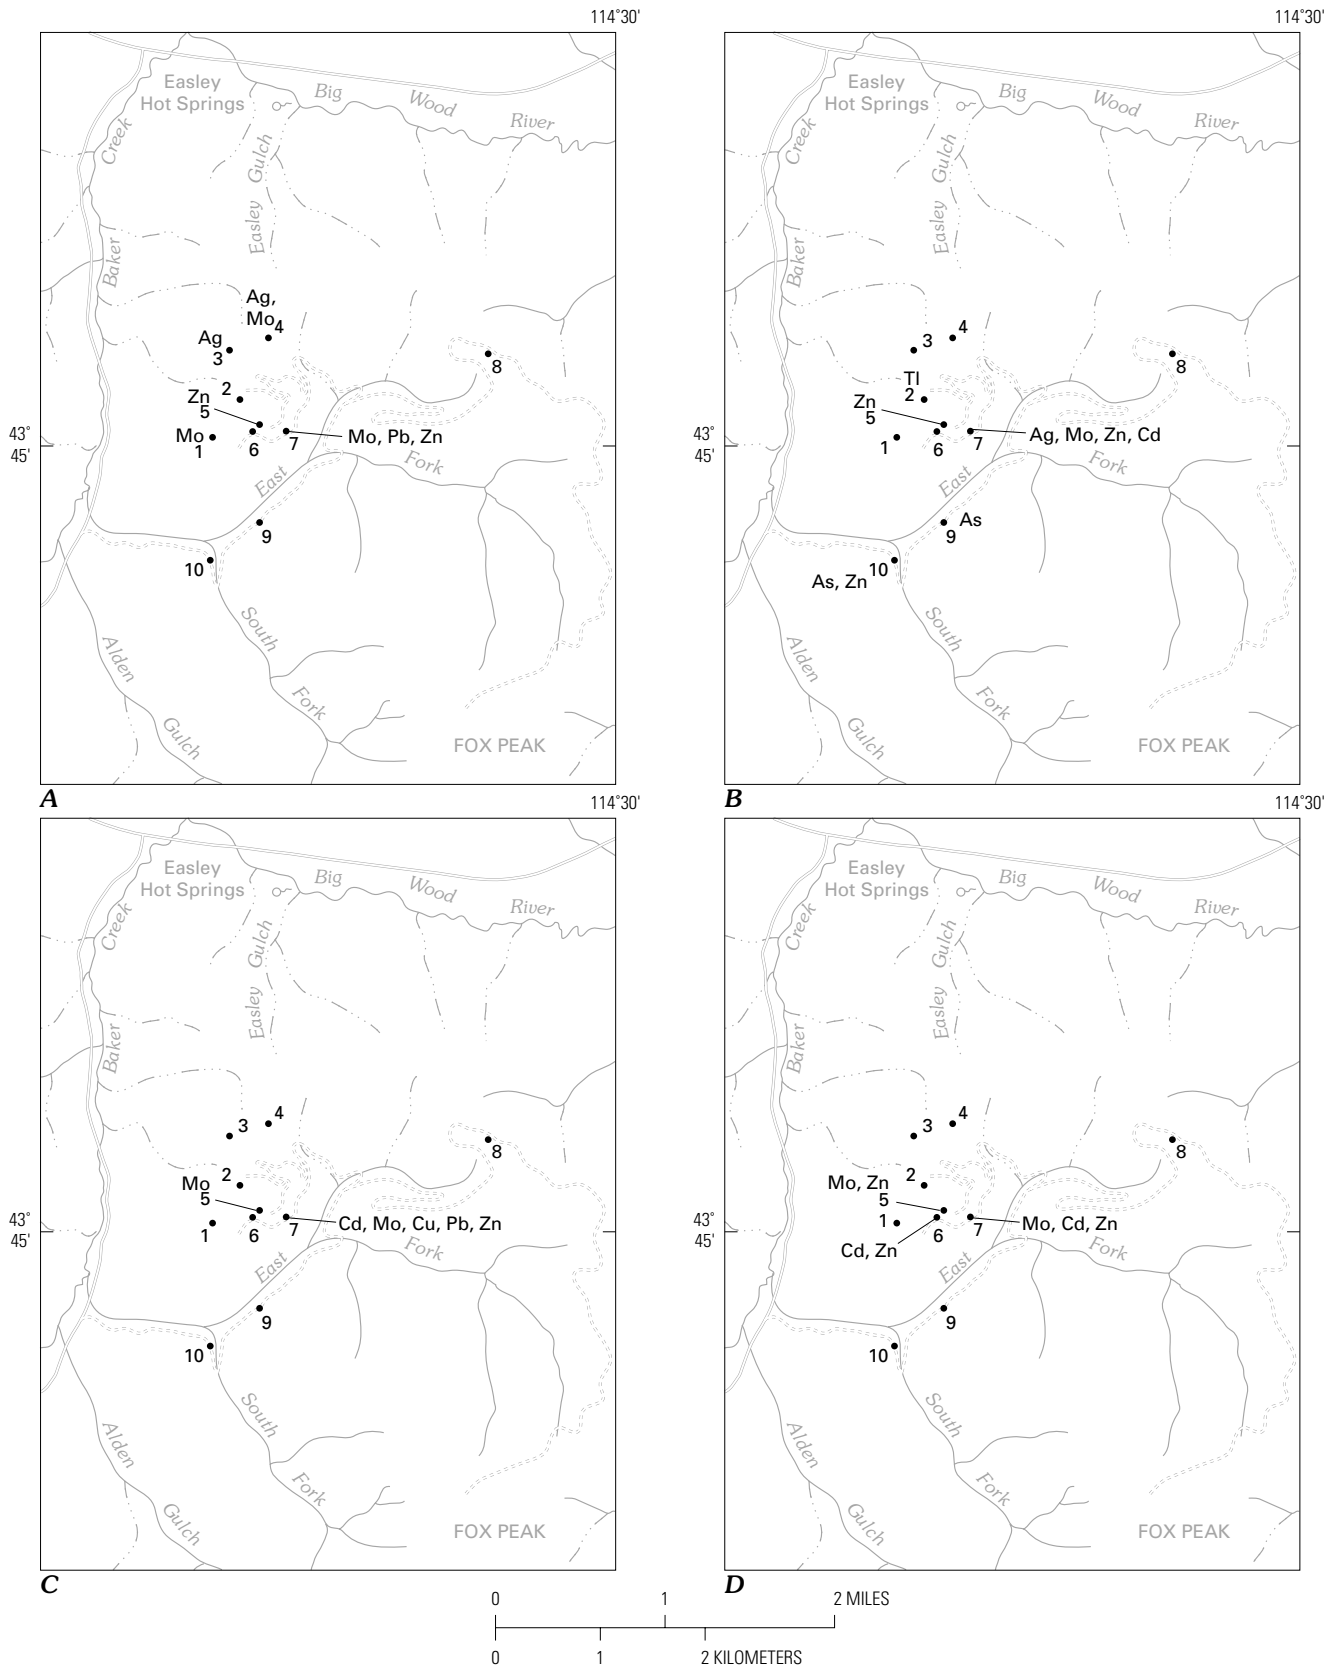 114°30'
Easley
Hot Springs
Big
Wood
River
Creek
Easley Gulch
Baker
Ag,
Mo
4
Ag
3
8
2
Zn
5
Mo
1
6
7
Mo, Pb, Zn
43°
45'
East
Fork
9
10
South
Fork
Alden
Gulch
FOX PEAK
A
114°30'
Easley
Hot Springs
Big
Wood
River
Creek
Easley Gulch
Baker
4
3
8
Tl
2
Zn
5
1
6
7
Ag, Mo, Zn, Cd
East
Fork
As
9
10
As, Zn
South
Fork
Alden
Gulch
FOX PEAK
B
114°30'
Easley
Hot Springs
Big
Wood
River
Creek
Easley Gulch
Baker
4
3
8
2
Mo
5
1
6
7
Cd, Mo, Cu, Pb, Zn
43°
45'
East
Fork
9
10
South
Fork
Alden
Gulch
FOX PEAK
C
114°30'
Easley
Hot Springs
Big
Wood
River
Creek
Easley Gulch
Baker
4
3
8
2
Mo, Zn
5
1
6
7
Mo, Cd, Zn
Cd, Zn
East
Fork
9
10
South
Fork
Alden
Gulch
FOX PEAK
D
0 1 2 MILES
0 1 2 KILOMETERS